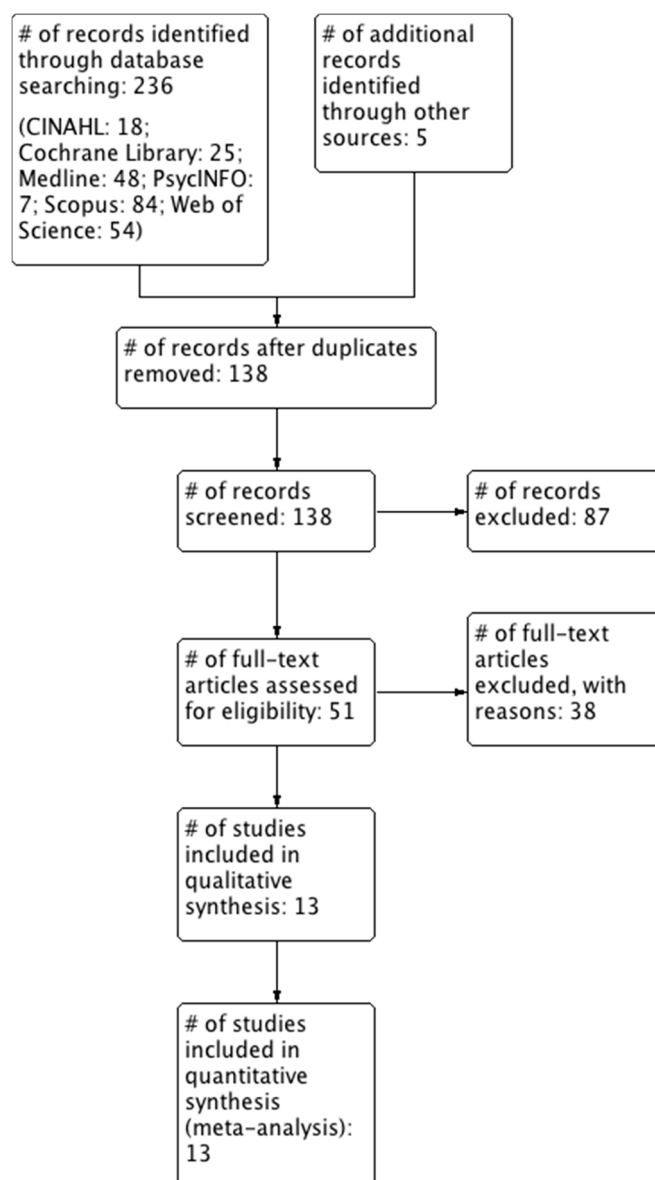 # of records identified
through database
searching: 236
(CINAHL: 18;
Cochrane Library: 25;
Medline: 48; PsycINFO:
7; Scopus: 84; Web of
Science: 54)
# of additional
records
identified
through other
sources: 5
# of records after duplicates
removed: 138
# of records
screened: 138
# of records
excluded: 87
# of full-text
articles assessed
for eligibility: 51
# of full-text
articles
excluded, with
reasons: 38
# of studies
included in
qualitative
synthesis: 13
# of studies
included in
quantitative
synthesis
(meta-analysis):
13